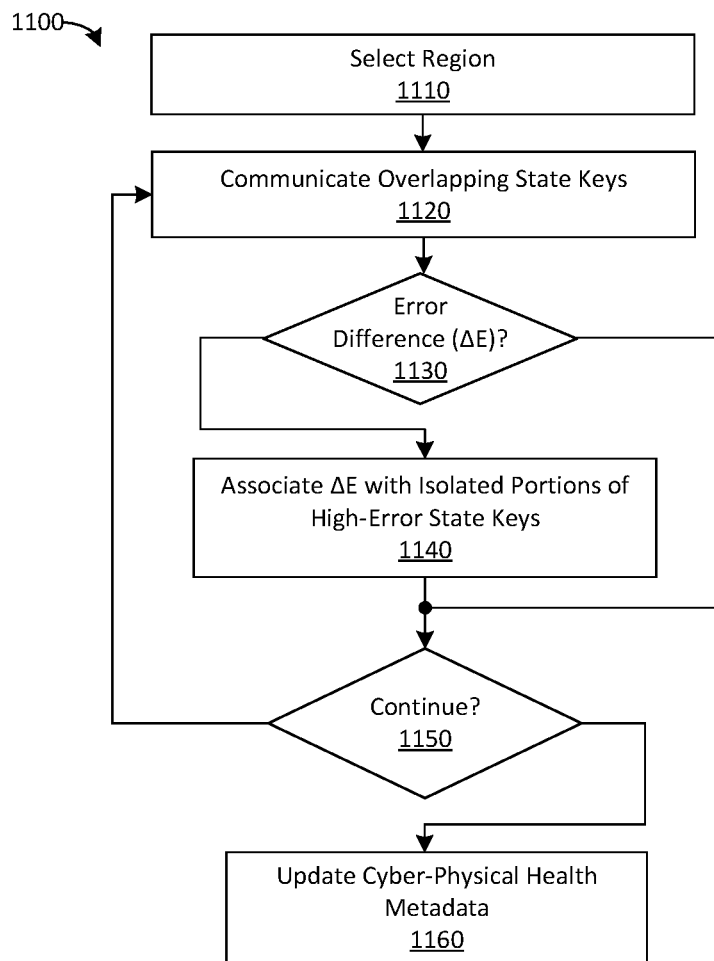 1100
Select Region
1110
Communicate Overlapping State Keys
1120
Error
Difference (ΔE)?
1130
Associate ΔE with Isolated Portions of
High-Error State Keys
1140
Continue?
1150
Update Cyber-Physical Health
Metadata
1160